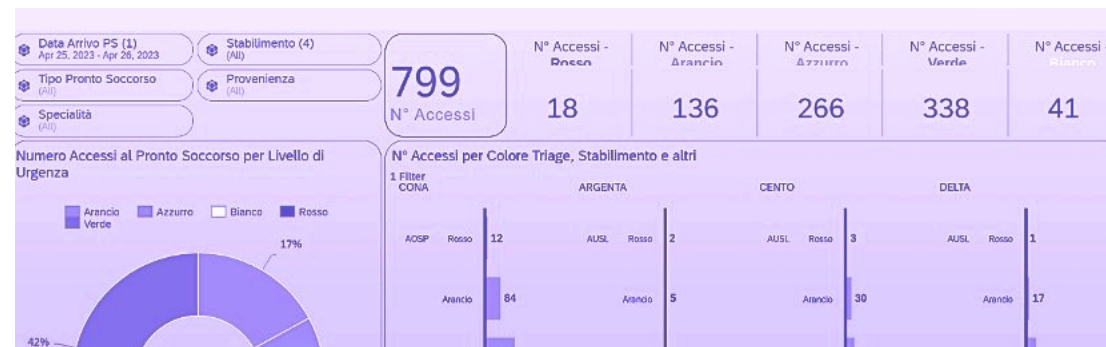 Data Arrivo PS (1)
Apr 25, 2023 - Apr 26, 2023
Stabilimento (4)
(All)
Tipo Pronto Soccorso
(All)
Provenienza
(All)
Specialità
(All)
799
N° Accessi
N° Accessi -
Rosso
18
N° Accessi -
Arancio
136
N° Accessi -
Azzurro
266
N° Accessi -
Verde
338
N° Accessi -
Bianco
41
Numero Accessi al Pronto Soccorso per Livello di
Urgenza
Arancio Azzurro Bianco Rosso
Verde
17%
42%
N° Accessi per Colore Triage, Stabilimento e altri
1 Filter
CONA ARGENTA CENTO DELTA
AOSP Rosso 12 AUSL Rosso 2 AUSL Rosso 3 AUSL Rosso 1
Arancio 84 Arancio 5 Arancio 30 Arancio 17